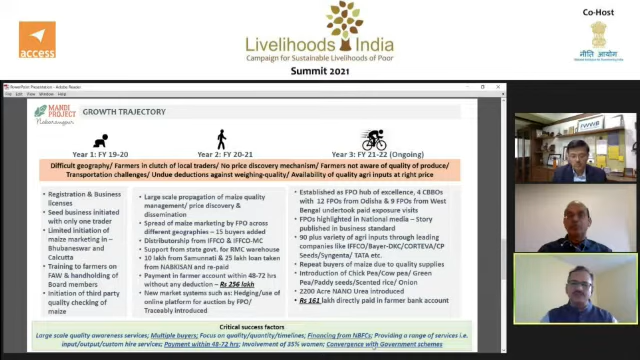 Co-Host
access
Livelihoods India
Campaign for Sustainable Livelihoods of Poor
नीति आयोग
Summit 2021
PowerPoint Presentation - Adobe Reader
File Edit View Window Help
MANDI PROJECT
Nabarangpur
GROWTH TRAJECTORY
Year 1: FY 19-20
Year 2: FY 20-21
Year 3: FY 21-22 (Ongoing)
Difficult geography/ Farmers in clutch of local traders/ No price discovery mechanism/ Farmers not aware of quality of produce/
Transportation challenges/ Undue deductions against weighing-quality/ Availability of quality agri inputs at right price
• Registration & Business
licenses
• Seed business initiated
with only one trader
• Limited initiation of
maize marketing in -
Bhubaneswar and
Calcutta
• Training to farmers on
FAW & handholding of
Board members
• Initiation of third party
quality checking of
maize
• Large scale propagation of maize quality
management/ price discovery &
dissemination
• Spread of maize marketing by FPO across
different geographies - 15 buyers added
• Distributorship from IFFCO & IFFCO-MC
• Support from state govt. for RMC warehouse
• 10 lakh from Samunnati & 25 lakh loan taken
from NABKISAN and re-paid
• Payment in farmer account within 48-72 hrs
without any deduction - Rs 256 lakh
• New market systems such as: Hedging/use of
online platform for auction by FPO/
Traceably introduced
• Established as FPO hub of excellence, 4 CBBOs
with 12 FPOs from Odisha & 9 FPOs from West
Bengal undertook paid exposure visits
• FPOs highlighted in National media - Story
published in business standard
• 90 plus variety of agri inputs through leading
companies like IFFCO/Bayer-DKC/CORTEVA/CP
Seeds/Syngenta/ TATA etc.
• Repeat buyers of maize due to quality supplies
• Introduction of Chick Pea/Cow pea/ Green
Pea/Paddy seeds/Scented rice/ Onion
• 2200 Acre NANO Urea introduced
• Rs 161 lakh directly paid in farmer bank account
Critical success factors
Large scale quality awareness services/ Multiple buyers/ Focus on quality/quantity/timelines/ Financing from NBFCs/ Providing a range of services i.e.
input/output/custom hire services/ Payment within 48-72 hrs/ Involvement of 35% women/ Convergence with Government schemes